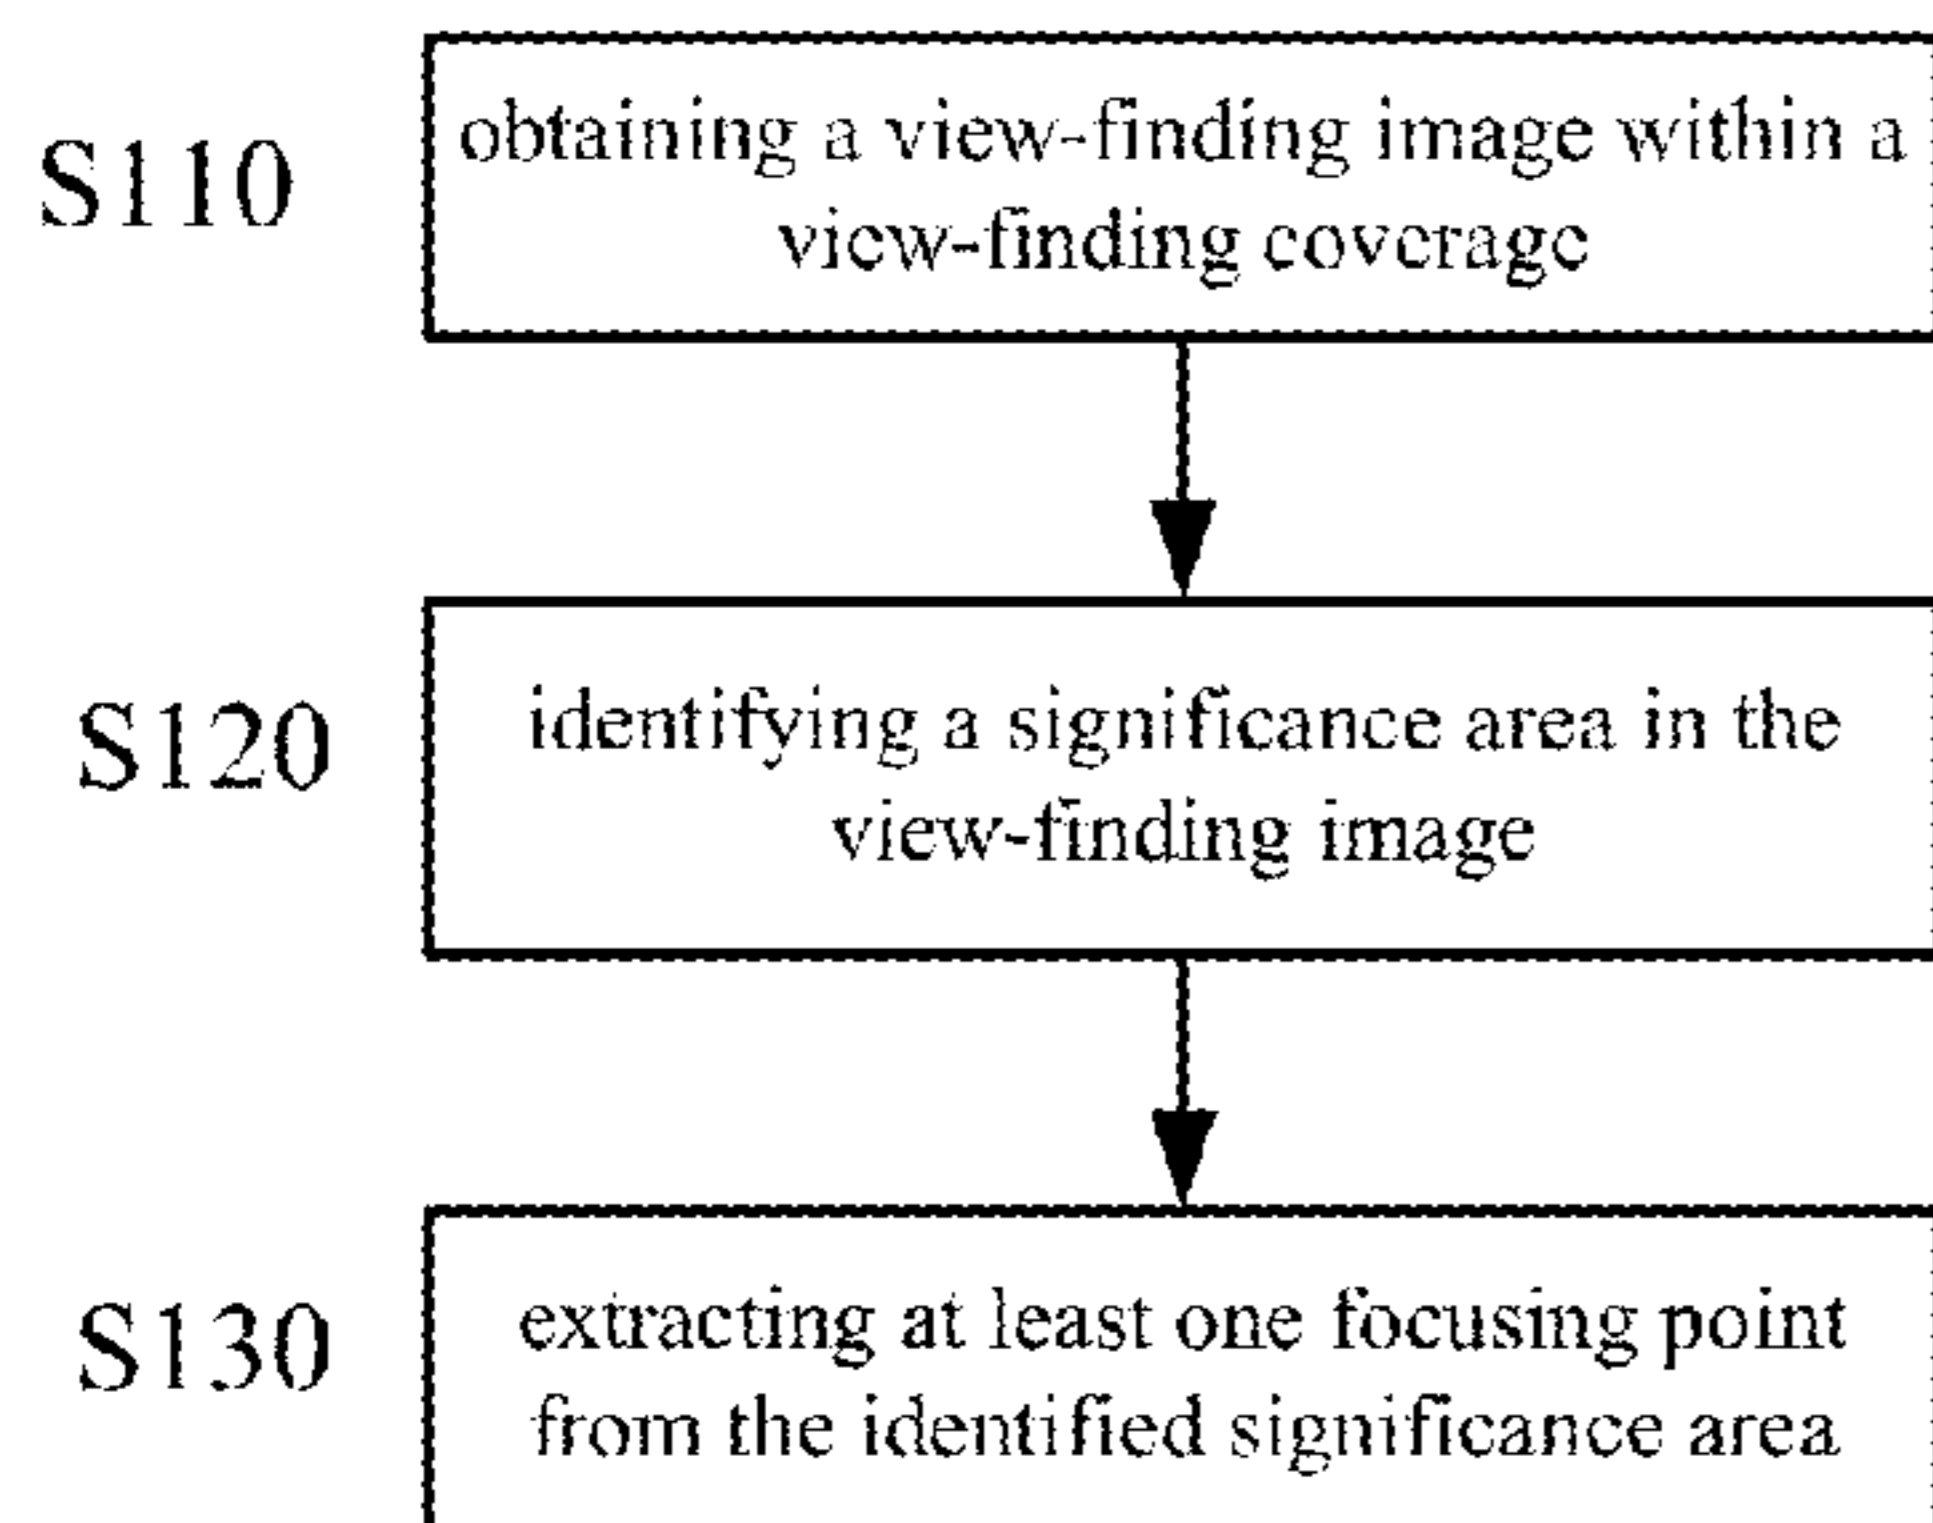 S110
obtaining a view-finding image within a
view-finding coverage
S120
identifying a significance area in the
view-finding image
S130
extracting at least one focusing point
from the identified significance area